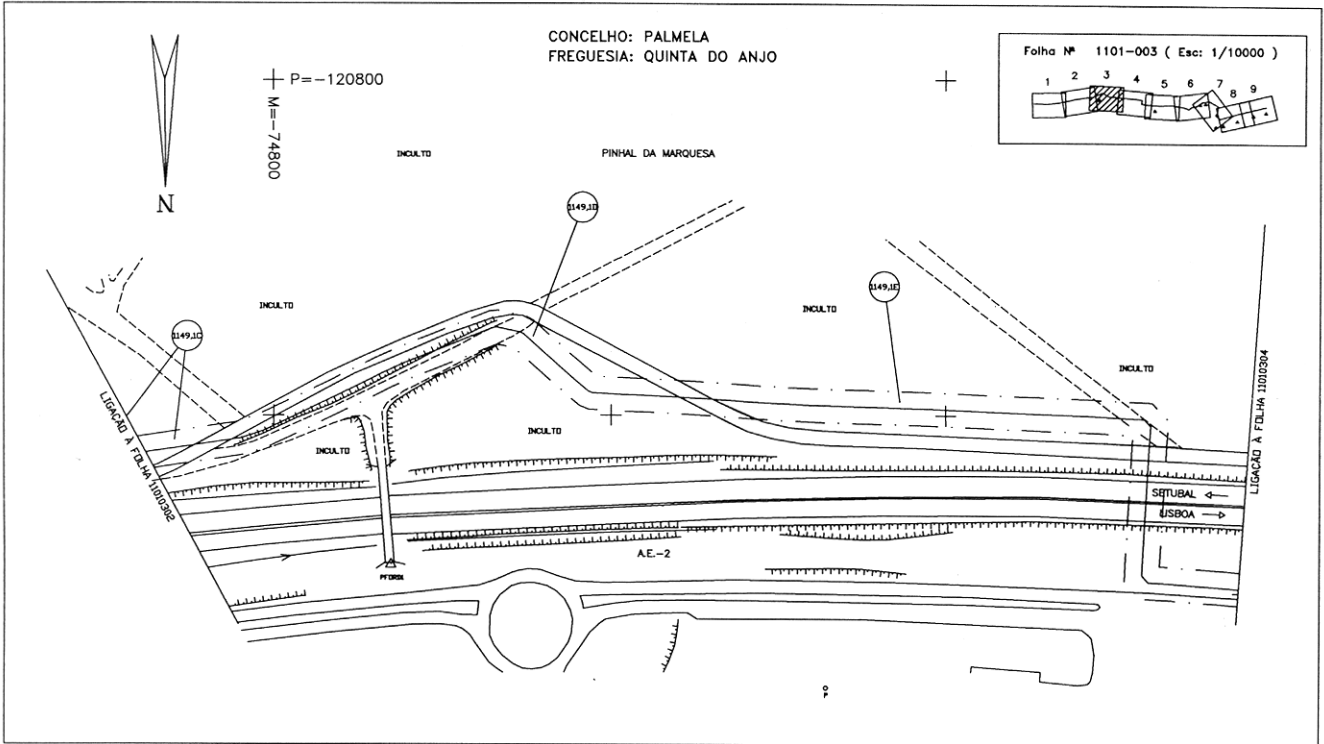 CONCELHO: PALMELA
FREGUESIA: QUINTA DO ANJO
Folha Nº 1101-003 ( Esc: 1/10000 )
1 2 3 4 5 6 7 8 9
P=-120800
M=-74800
N
INCULTO
PINHAL DA MARQUESA
1149,1D
1149,1E
1149,1C
INCULTO
INCULTO
INCULTO
INCULTO
INCULTO
LIGAÇÃO À FOLHA 11010302
LIGAÇÃO À FOLHA 11010304
SETUBAL
LISBOA
A.E.-2